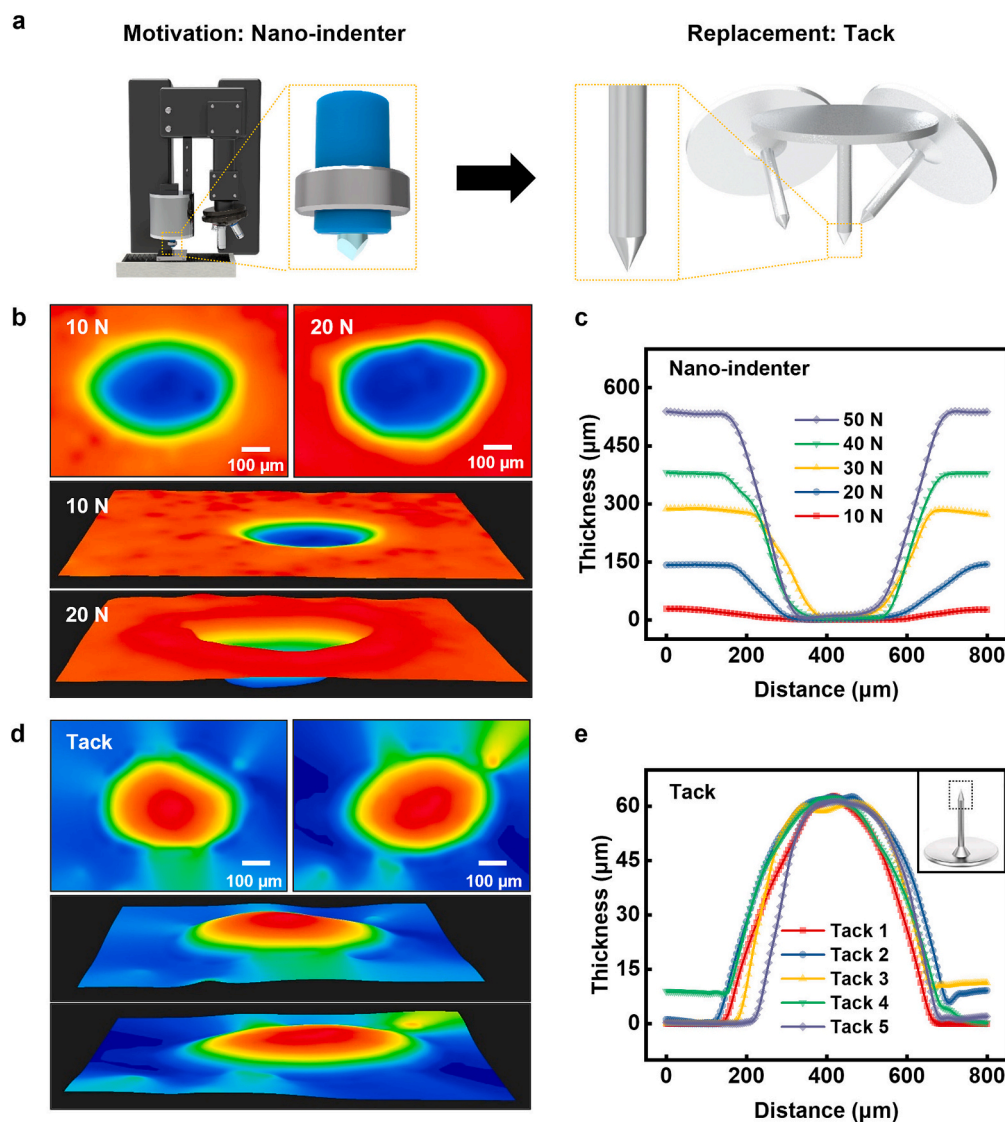 a
Motivation: Nano-indenter
Replacement: Tack
b
10 N
100 µm
20 N
100 µm
10 N
20 N
c
Nano-indenter
50 N
40 N
30 N
20 N
10 N
Thickness (µm)
600
450
300
150
0
0 200 400 600 800
Distance (µm)
d
Tack
100 µm
100 µm
e
Tack
Tack 1
Tack 2
Tack 3
Tack 4
Tack 5
Thickness (µm)
60
45
30
15
0
0 200 400 600 800
Distance (µm)